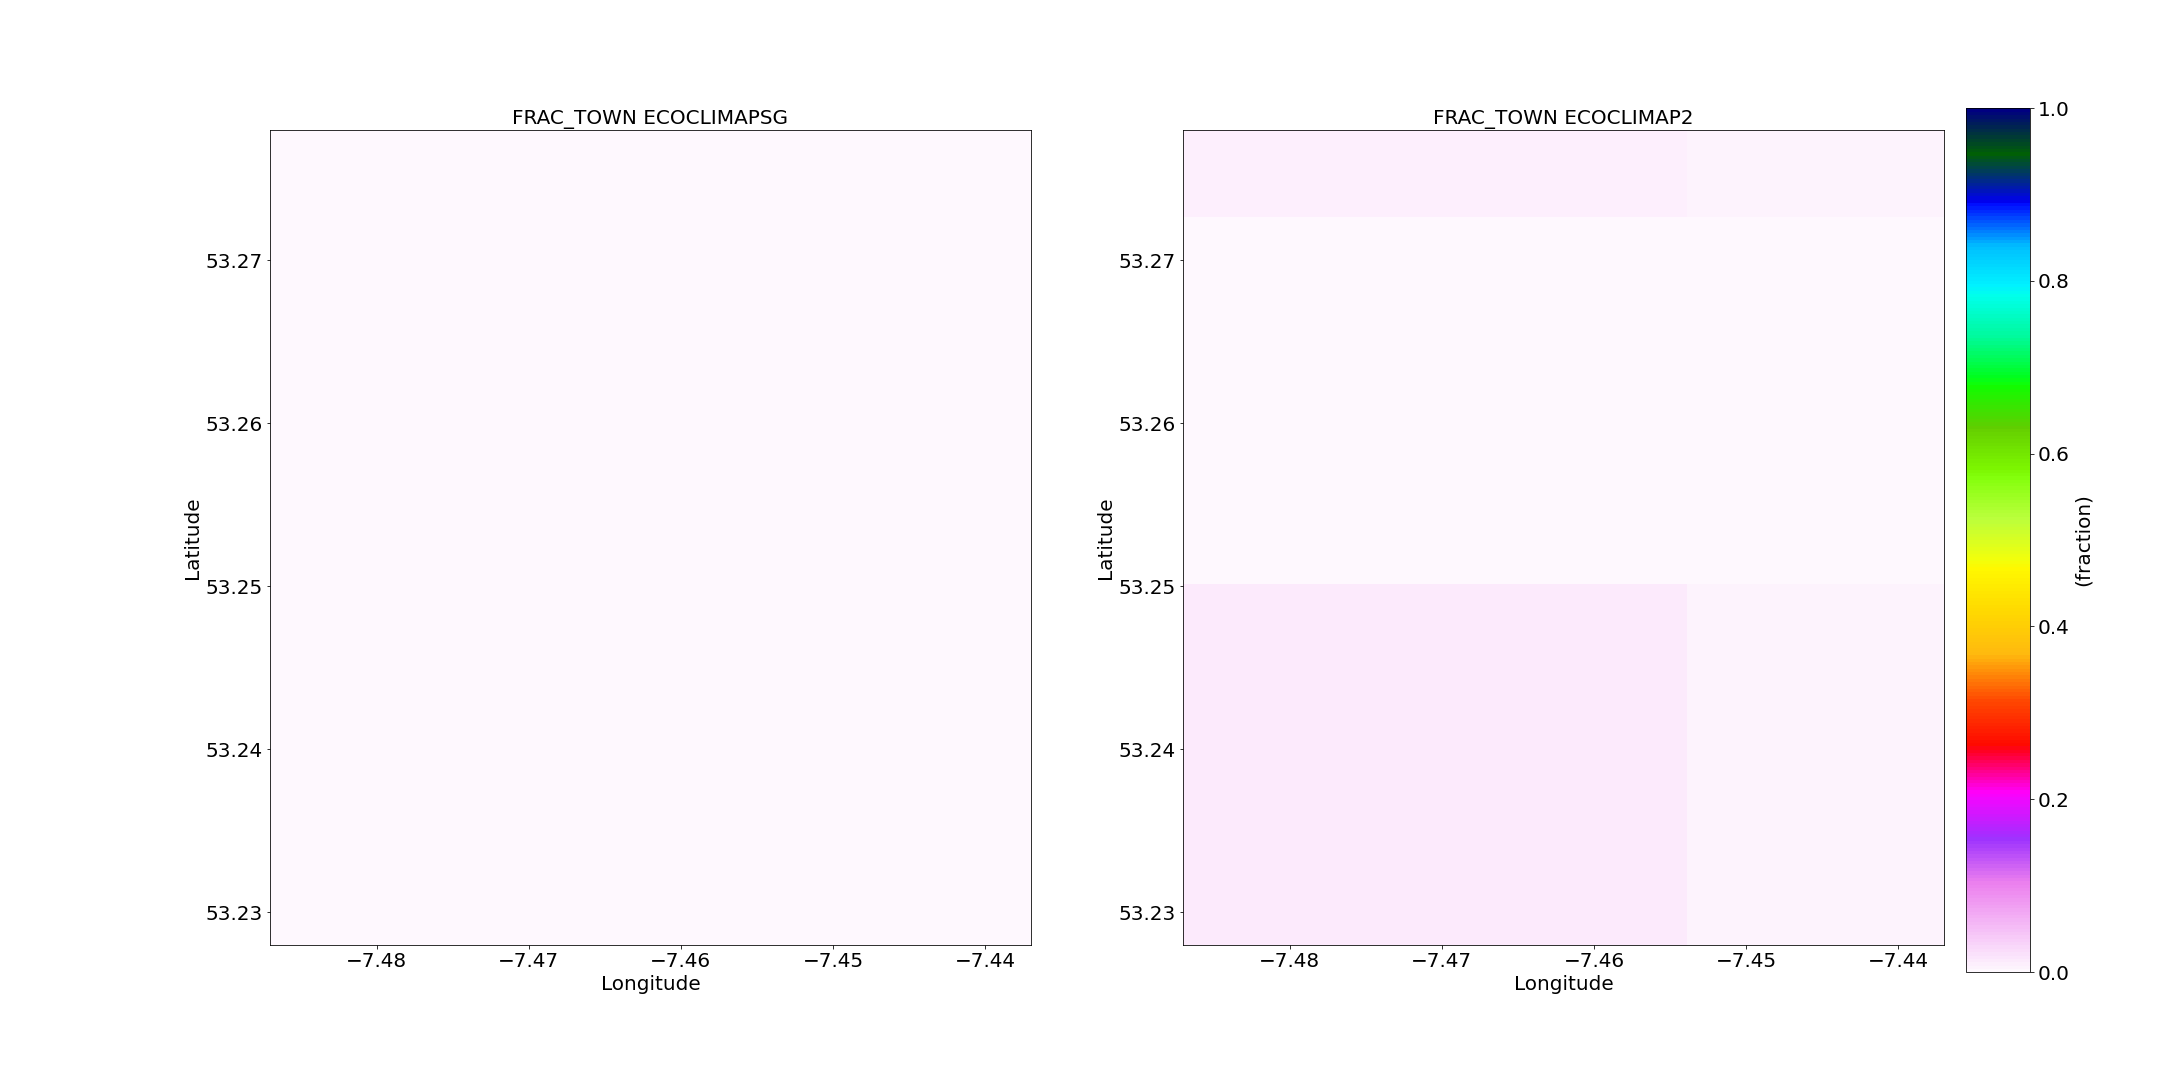 FRAC_TOWN ECOCLIMAPSG
Latitude
53.27
53.26
53.25
53.24
53.23
−7.48 −7.47 −7.46 −7.45 −7.44
Longitude
FRAC_TOWN ECOCLIMAP2
Latitude
53.27
53.26
53.25
53.24
53.23
−7.48 −7.47 −7.46 −7.45 −7.44
Longitude
1.0
0.8
0.6
0.4
0.2
0.0
(fraction)